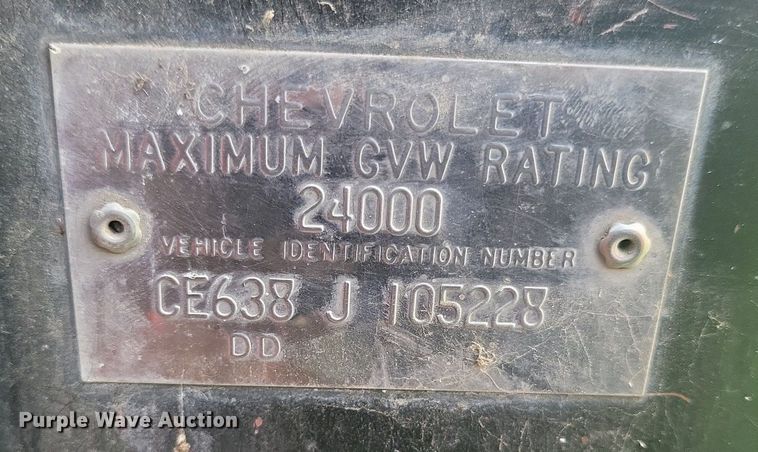 CHEVROLET
MAXIMUM GVW RATING
24000
VEHICLE IDENTIFICATION NUMBER
CE638 J 105228
DD
Purple Wave Auction